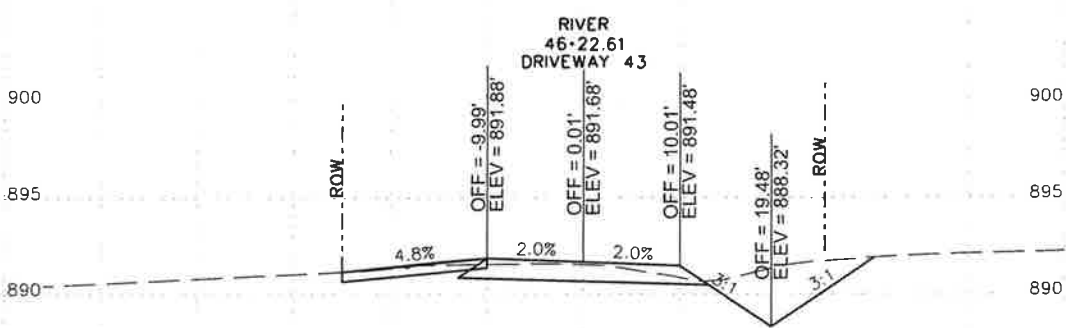 RIVER
46+22.61
DRIVEWAY 43
900
900
ROW
OFF = -9.99'
ELEV = 891.88'
OFF = 0.01'
ELEV = 891.68'
OFF = 10.01'
ELEV = 891.48'
OFF = 19.48'
ELEV = 888.32'
ROW
895
895
4.8%
2.0%
2.0%
3:1
3:1
890
890